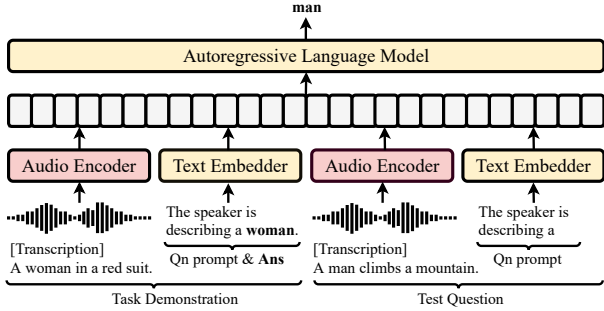 man
Autoregressive Language Model
Audio Encoder
Text Embedder
Audio Encoder
Text Embedder
[Transcription]
A woman in a red suit.
The speaker is
describing a woman.
Qn prompt & Ans
[Transcription]
A man climbs a mountain.
The speaker is
describing a
Qn prompt
Task Demonstration
Test Question